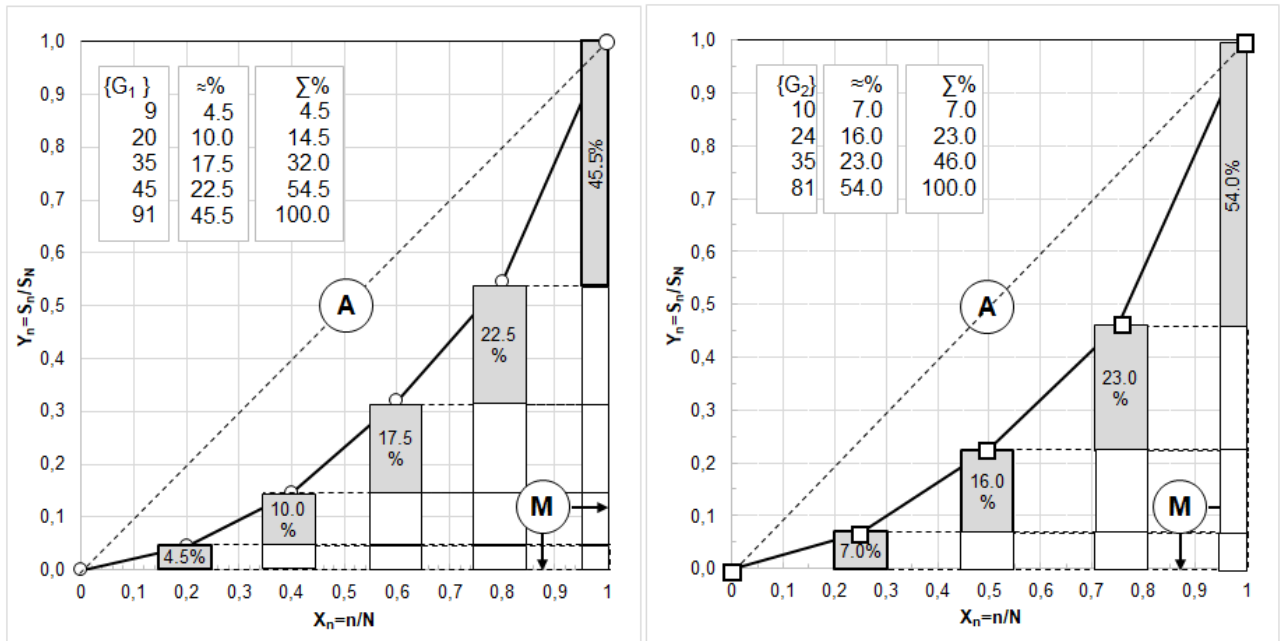 {G1 } ≈% ∑%
9 4.5 4.5
20 10.0 14.5
35 17.5 32.0
45 22.5 54.5
91 45.5 100.0
1,0
0,9
0,8
0,7
0,6
0,5
0,4
0,3
0,2
0,1
0,0
Yn= Sn/ SN
A
45.5%
22.5
%
17.5
%
10.0
%
4.5%
M
0 0,1 0,2 0,3 0,4 0,5 0,6 0,7 0,8 0,9 1
Xn=n/N
{G2} ≈% ∑%
10 7.0 7.0
24 16.0 23.0
35 23.0 46.0
81 54.0 100.0
1,0
0,9
0,8
0,7
0,6
0,5
0,4
0,3
0,2
0,1
0,0
Yn= Sn/ SN
A
54.0%
23.0
%
16.0
%
7.0%
M
0 0,1 0,2 0,3 0,4 0,5 0,6 0,7 0,8 0,9 1
Xn=n/N